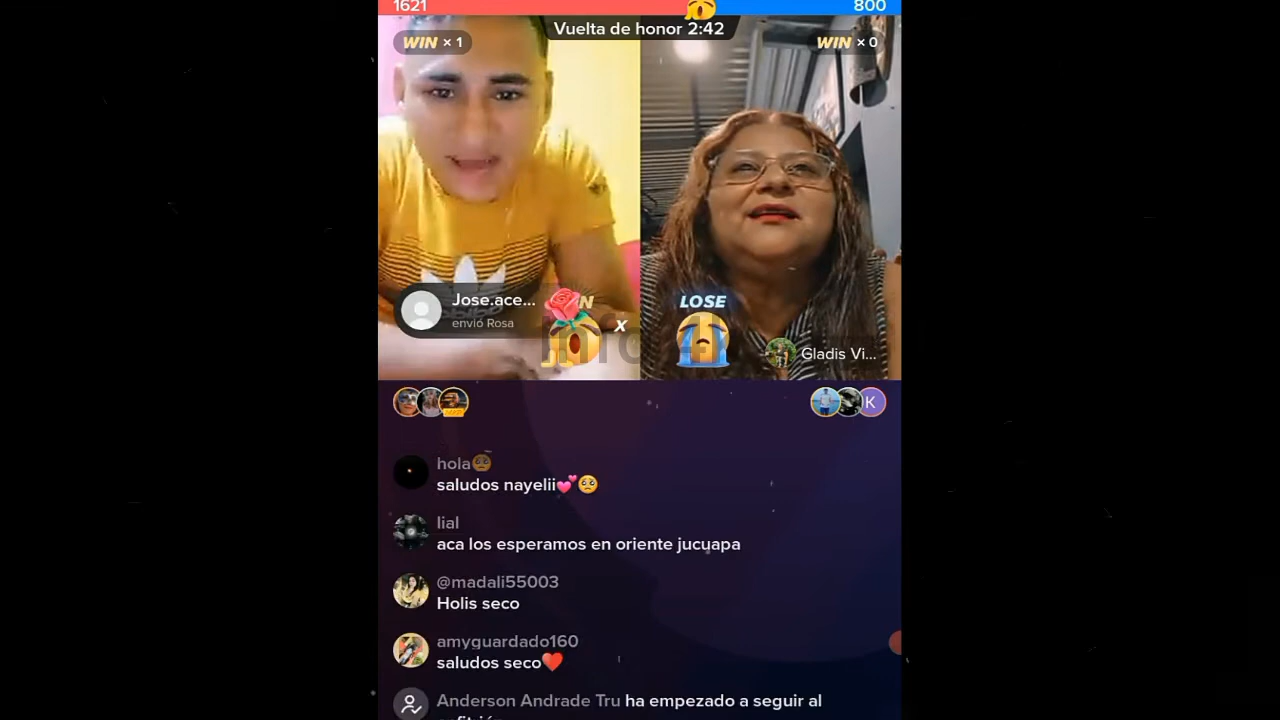 1621
800
Vuelta de honor 2:42
WIN × 1
WIN × 0
Jose.ace...
envió Rosa
x
LOSE
Gladis Vi...
K
hola🥺
saludos nayelii💕🥺
lial
aca los esperamos en oriente jucuapa
@madali55003
Holis seco
amyguardado160
saludos seco❤️
Anderson Andrade Tru ha empezado a seguir al